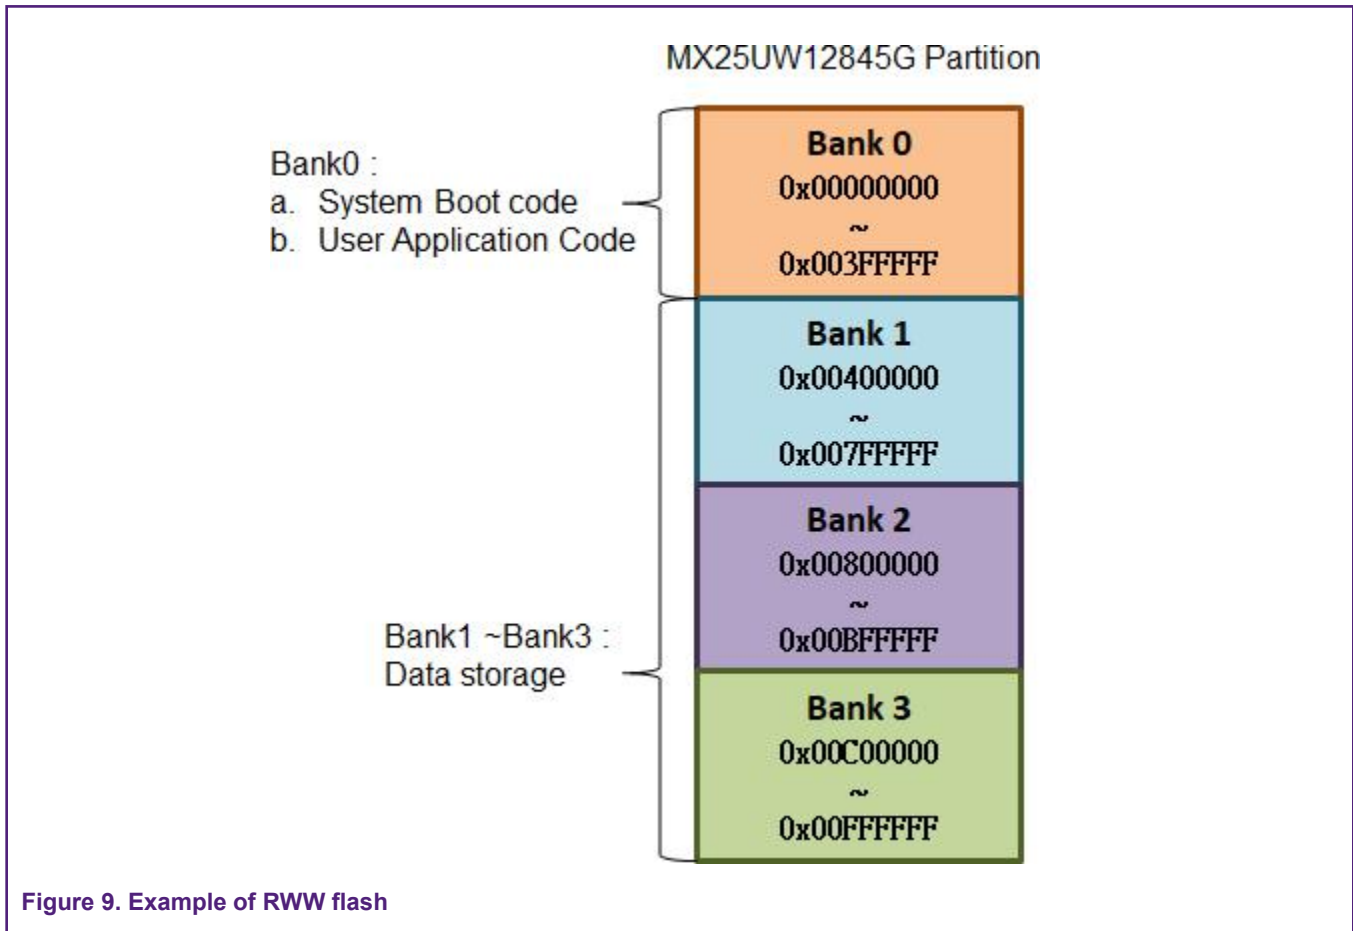 MX25UW12845G Partition
Bank0 :
a. System Boot code
b. User Application Code
Bank 0
0x00000000
~
0x003FFFFF
Bank 1
0x00400000
~
0x007FFFFF
Bank 2
0x00800000
~
0x00BFFFFF
Bank1 ~Bank3 :
Data storage
Bank 3
0x00C00000
~
0x00FFFFFF
Figure 9. Example of RWW flash